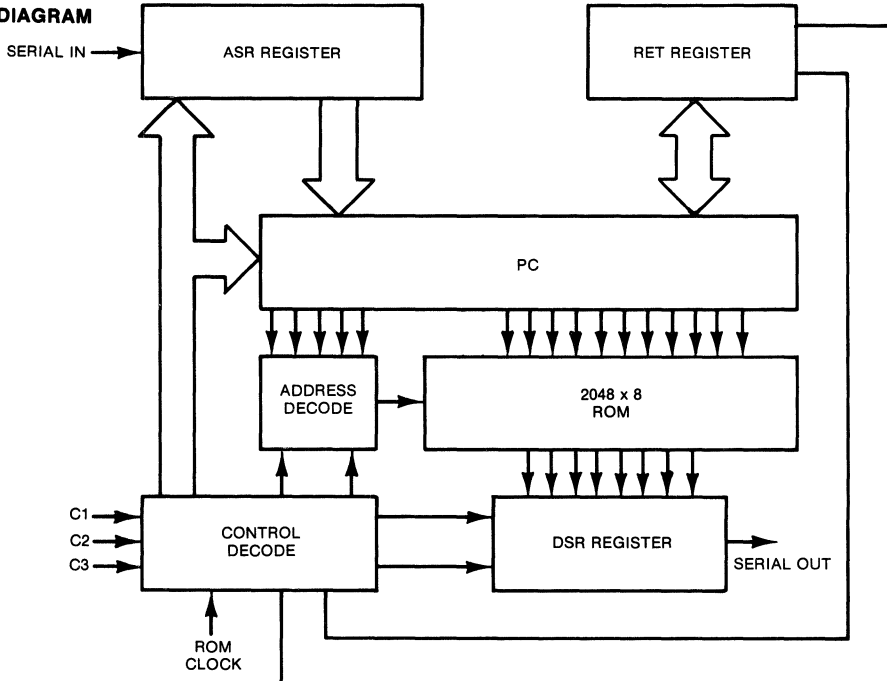 DIAGRAM
SERIAL IN
ASR REGISTER
RET REGISTER
PC
ADDRESS
DECODE
2048 x 8
ROM
C1
C2
C3
CONTROL
DECODE
DSR REGISTER
SERIAL OUT
ROM
CLOCK